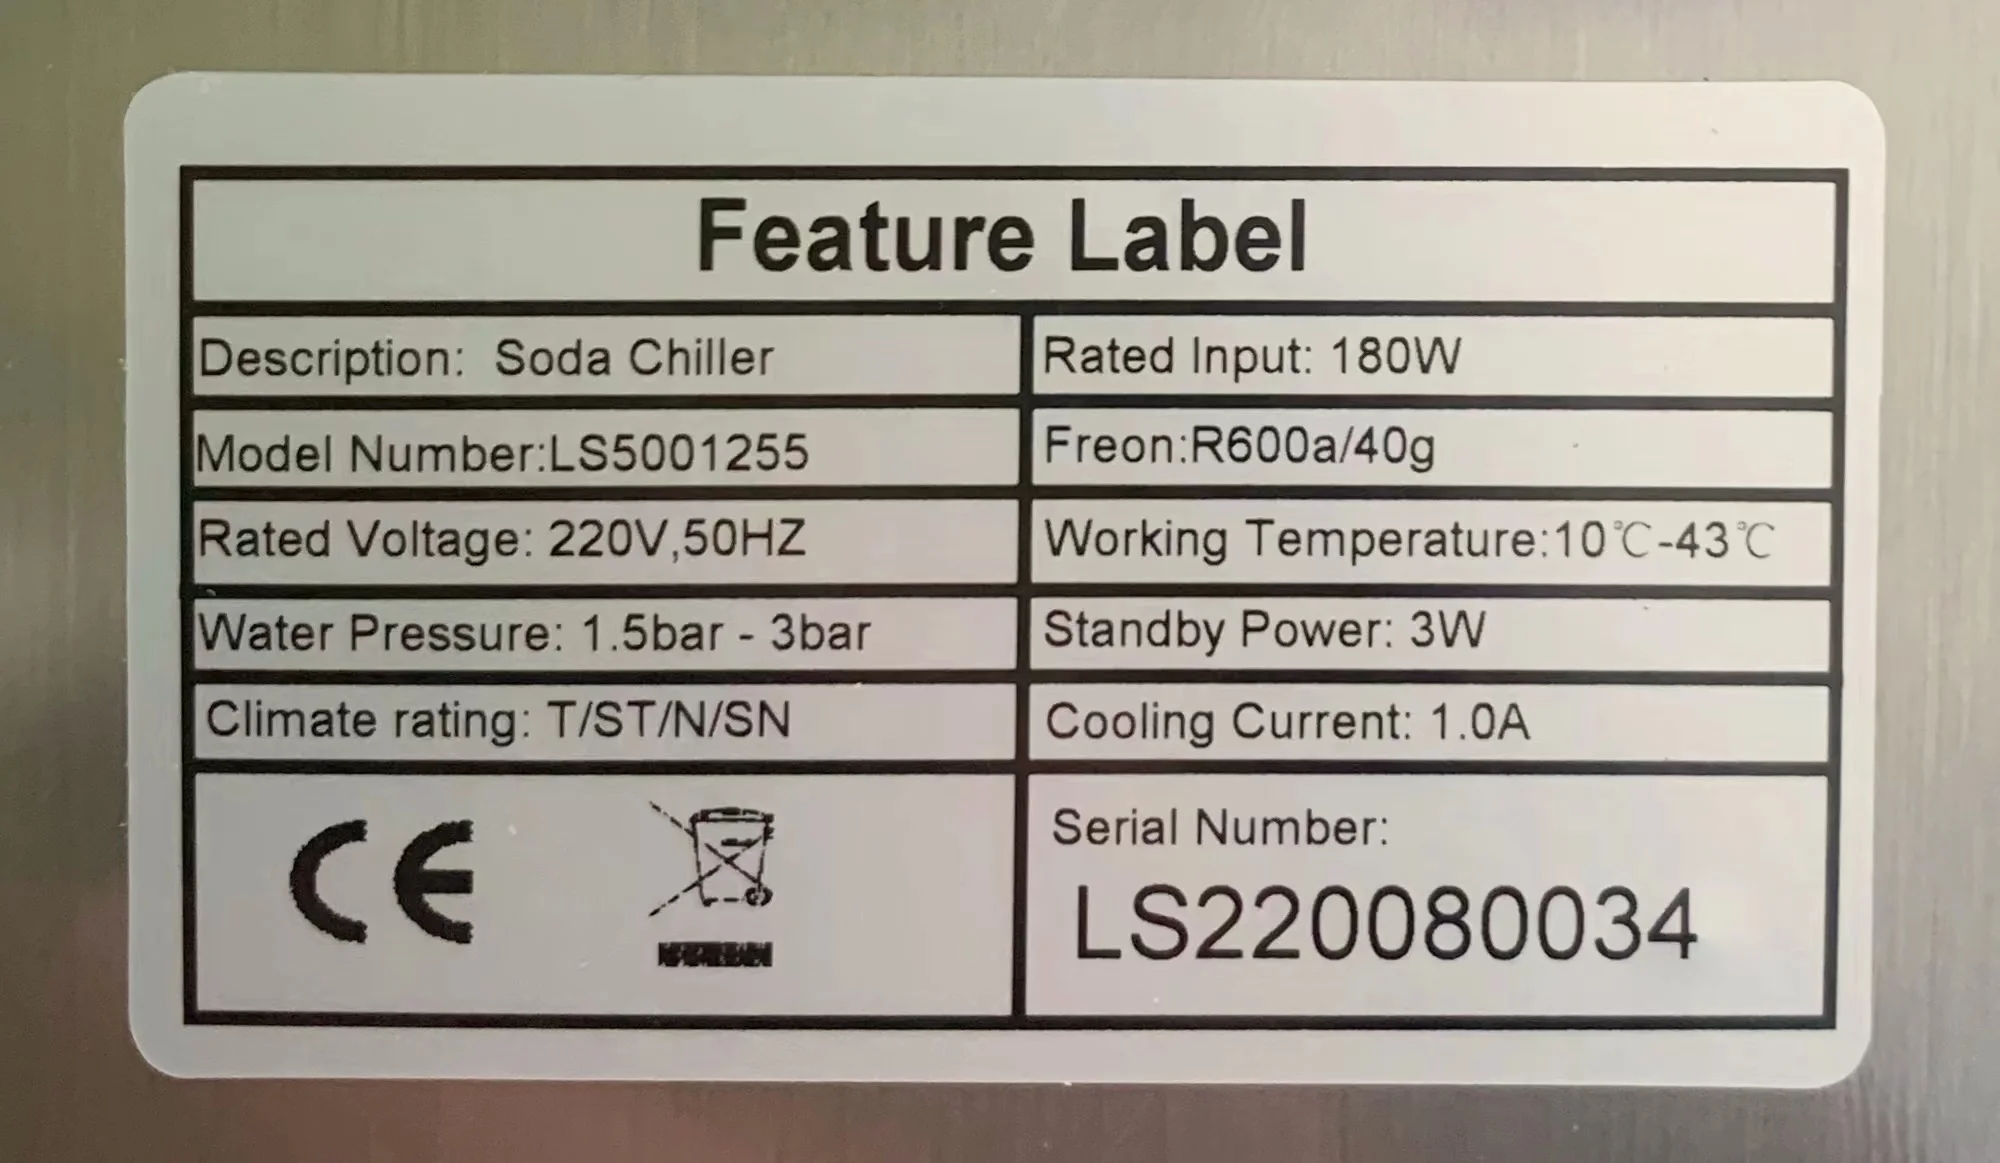 Feature Label
Description: Soda Chiller
Rated Input: 180W
Model Number:LS5001255
Freon:R600a/40g
Rated Voltage: 220V,50HZ
Working Temperature:10℃-43℃
Water Pressure: 1.5bar - 3bar
Standby Power: 3W
Climate rating: T/ST/N/SN
Cooling Current: 1.0A
CE
Serial Number:
LS220080034